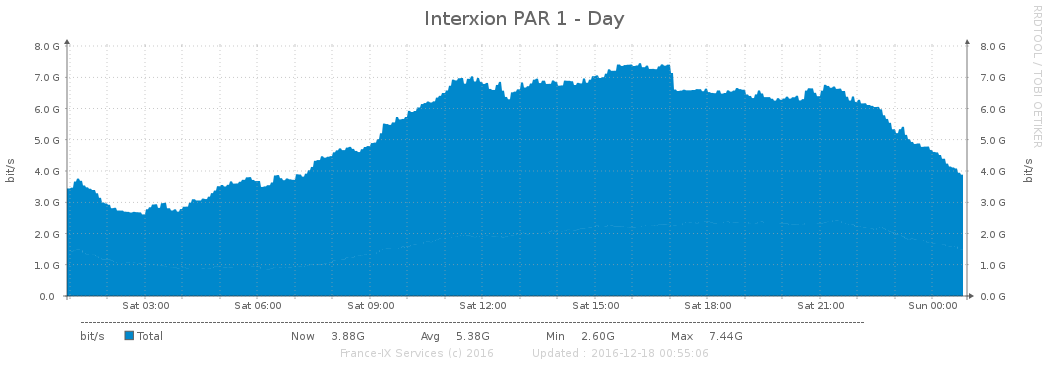 Interxion PAR 1 - Day
RRDTOOL / TOBI OETIKER
8.0 G 8.0 G
7.0 G 7.0 G
6.0 G 6.0 G
5.0 G 5.0 G
4.0 G 4.0 G
3.0 G 3.0 G
2.0 G 2.0 G
1.0 G 1.0 G
0.0 0.0 G
bit/s bit/s
Sat 03:00 Sat 06:00 Sat 09:00 Sat 12:00 Sat 15:00 Sat 18:00 Sat 21:00 Sun 00:00
bit/s Total Now 3.88G Avg 5.38G Min 2.60G Max 7.44G
France-IX Services (c) 2016 Updated : 2016-12-18 00:55:06